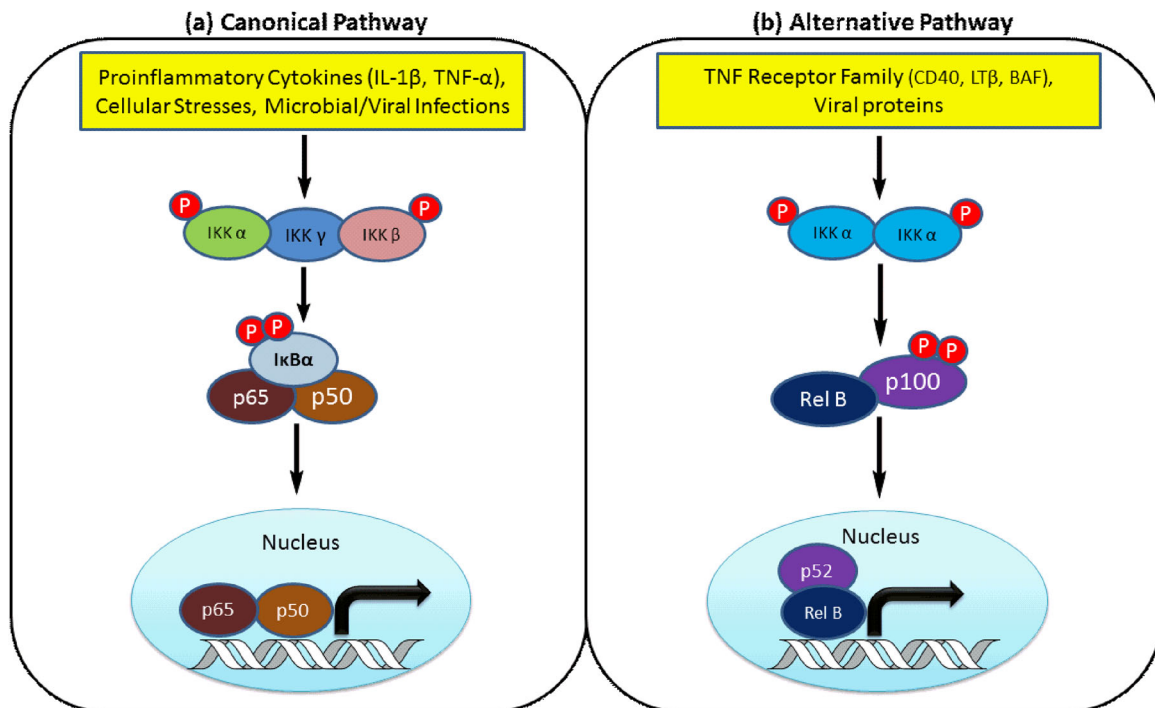 (a) Canonical Pathway
Proinflammatory Cytokines (IL-1β, TNF-α),
Cellular Stresses, Microbial/Viral Infections
P
P
IKK α
IKK γ
IKK β
P
P
IκBα
p65
p50
Nucleus
p65
p50
(b) Alternative Pathway
TNF Receptor Family (CD40, LTβ, BAF),
Viral proteins
P
P
IKK α
IKK α
P
P
p100
Rel B
Nucleus
p52
Rel B